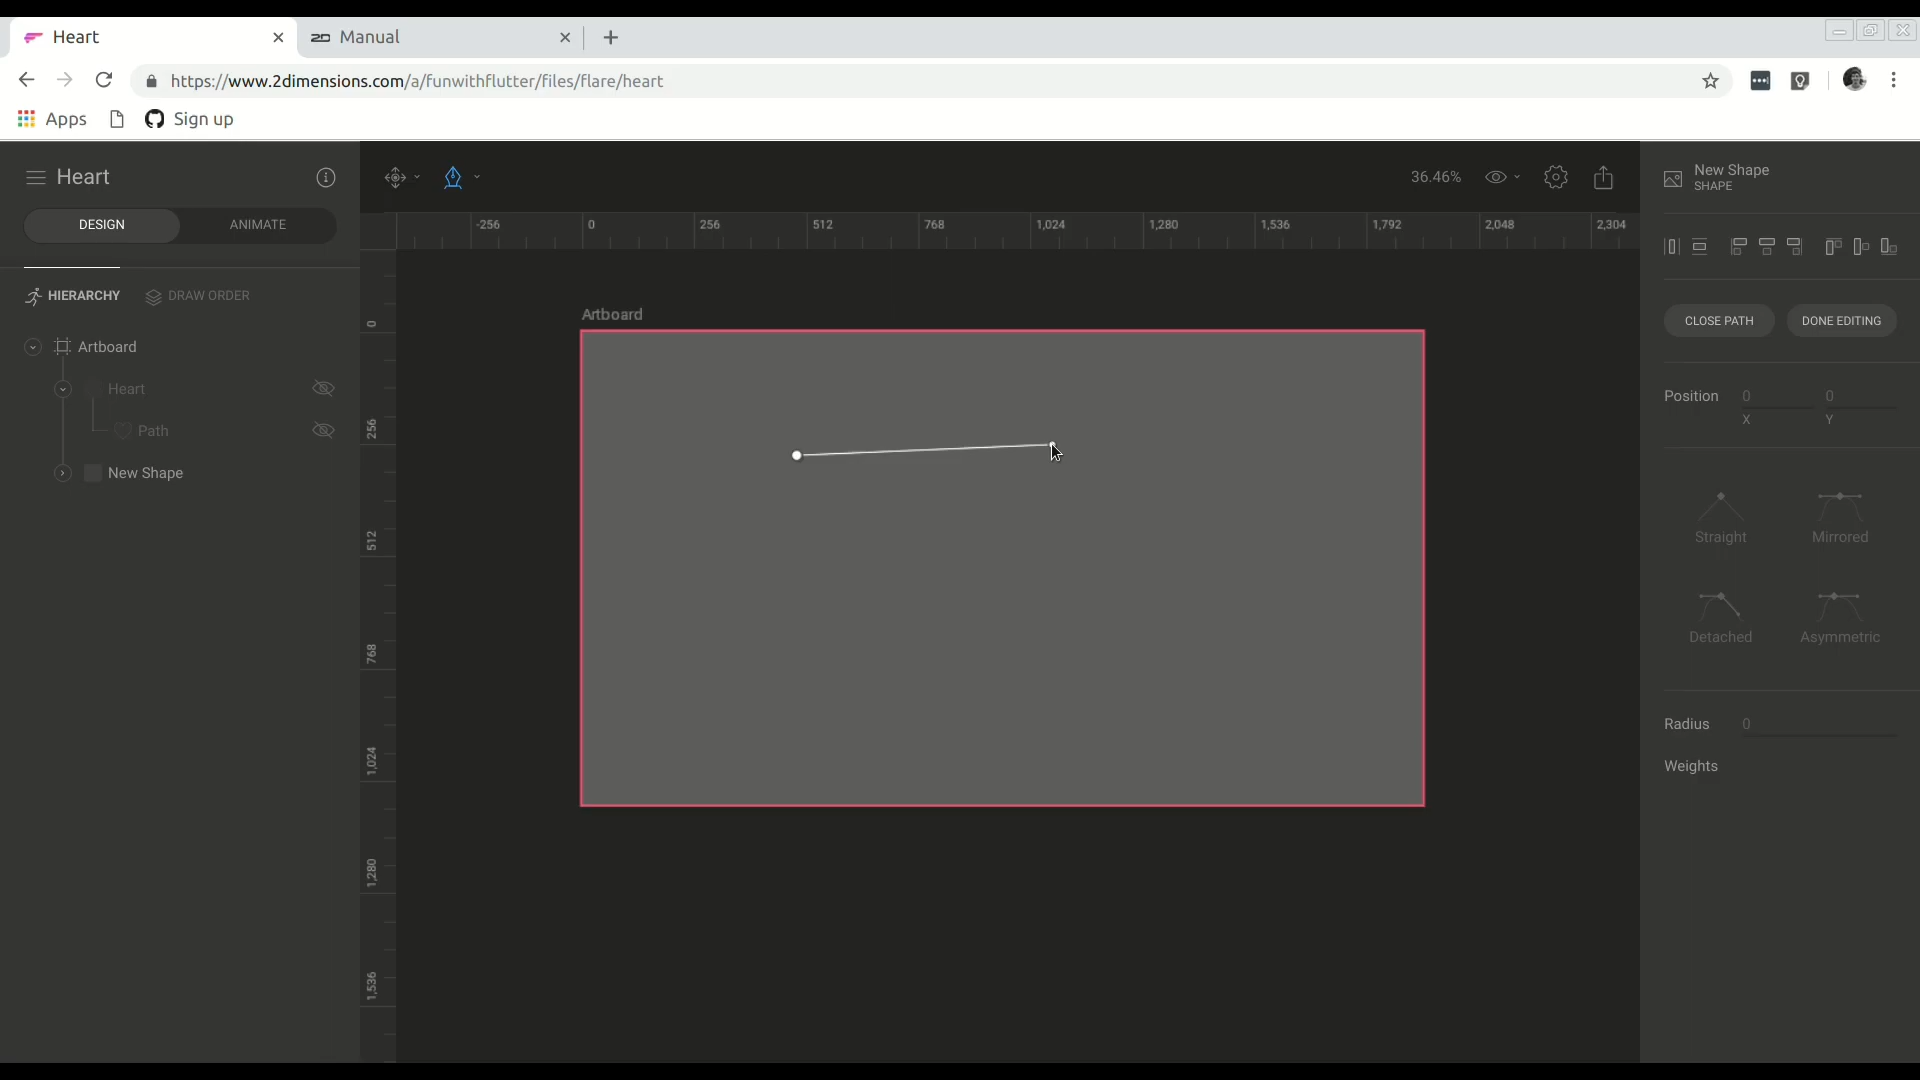 Heart
Manual
https://www.2dimensions.com/a/funwithflutter/files/flare/heart
Apps
Sign up
Heart
DESIGN
ANIMATE
HIERARCHY
DRAW ORDER
Artboard
Heart
Path
New Shape
36.46%
-256
0
256
512
768
1,024
1,280
1,536
1,792
2,048
2,304
0
256
512
768
1,024
1,280
1,536
Artboard
New Shape
SHAPE
CLOSE PATH
DONE EDITING
Position
0
0
X
Y
Straight
Mirrored
Detached
Asymmetric
Radius
0
Weights